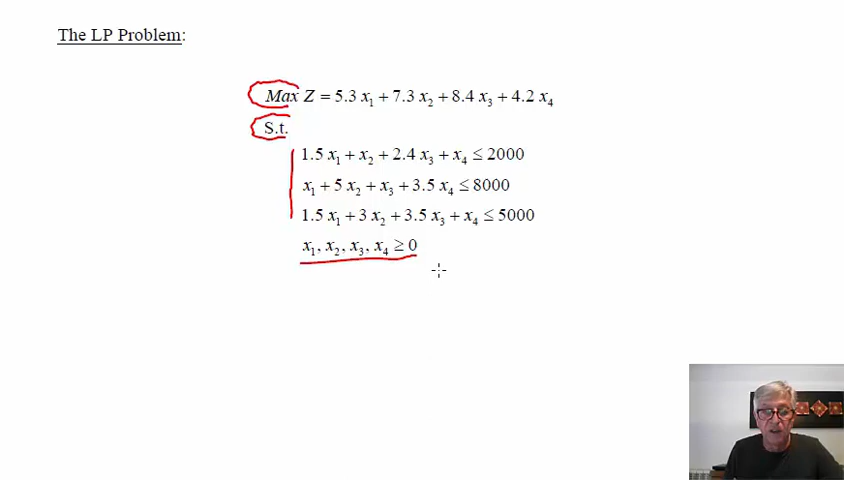 The LP Problem:
Max Z = 5.3 x₁ + 7.3 x₂ + 8.4 x₃ + 4.2 x₄
S.t.
1.5 x₁ + x₂ + 2.4 x₃ + x₄ ≤ 2000
x₁ + 5 x₂ + x₃ + 3.5 x₄ ≤ 8000
1.5 x₁ + 3 x₂ + 3.5 x₃ + x₄ ≤ 5000
x₁, x₂, x₃, x₄ ≥ 0